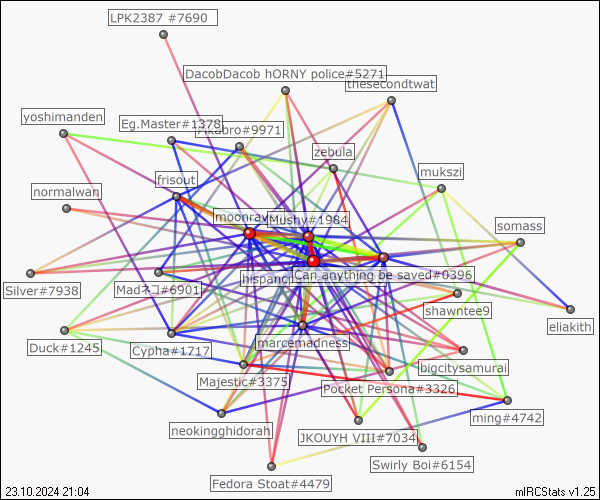 LPK2387 #7690
DacobDacob hORNY police#5271
thesecondtwat
yoshimanden
Eg.Master#1378
#9971
zebula
mukszi
frisout
normalwan
moonrav
Mushy#1984
somass
Can anything be saved#0396
hispanic
Silver#7938
Madネコ#6901
shawntee9
eliakith
marcemadness
Duck#1245
Cypha#1717
bigcitysamurai
Majestic#3375
Pocket Persona#3326
ming#4742
neokingghidorah
JKOUYH VIII#7034
Swirly Boi#6154
Fedora Stoat#4479
23.10.2024 21:04
mIRCStats v1.25